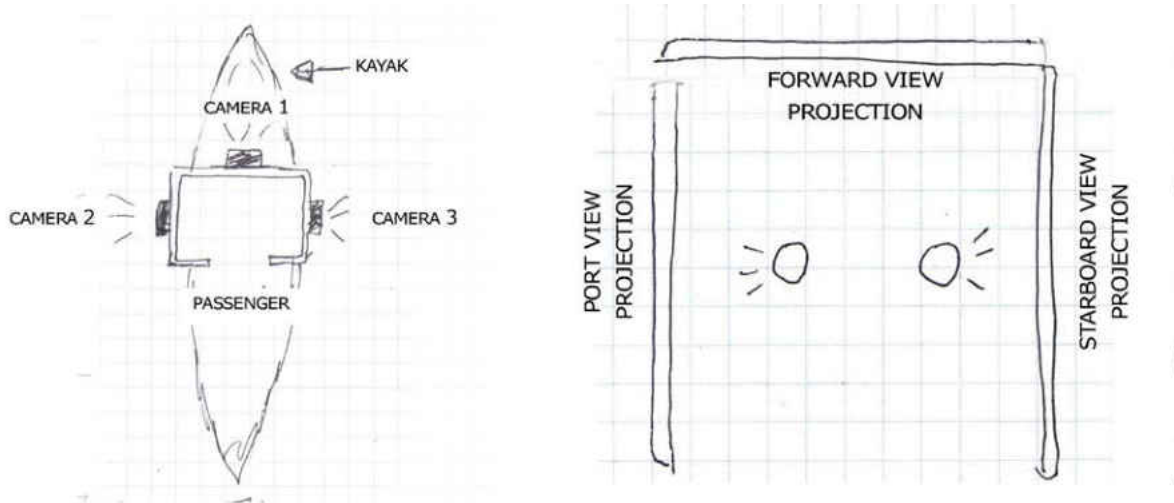 KAYAK
CAMERA 1
CAMERA 2
CAMERA 3
PASSENGER
FORWARD VIEW
PROJECTION
PORT VIEW
PROJECTION
STARBOARD VIEW
PROJECTION